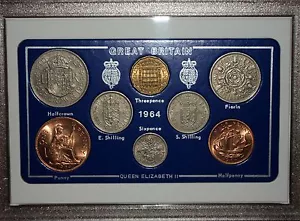 GREAT BRITAIN
Halfcrown
Threepence
Florin
1964
E. Shilling
Sixpence
S. Shilling
Penny
QUEEN ELIZABETH II
Halfpenny